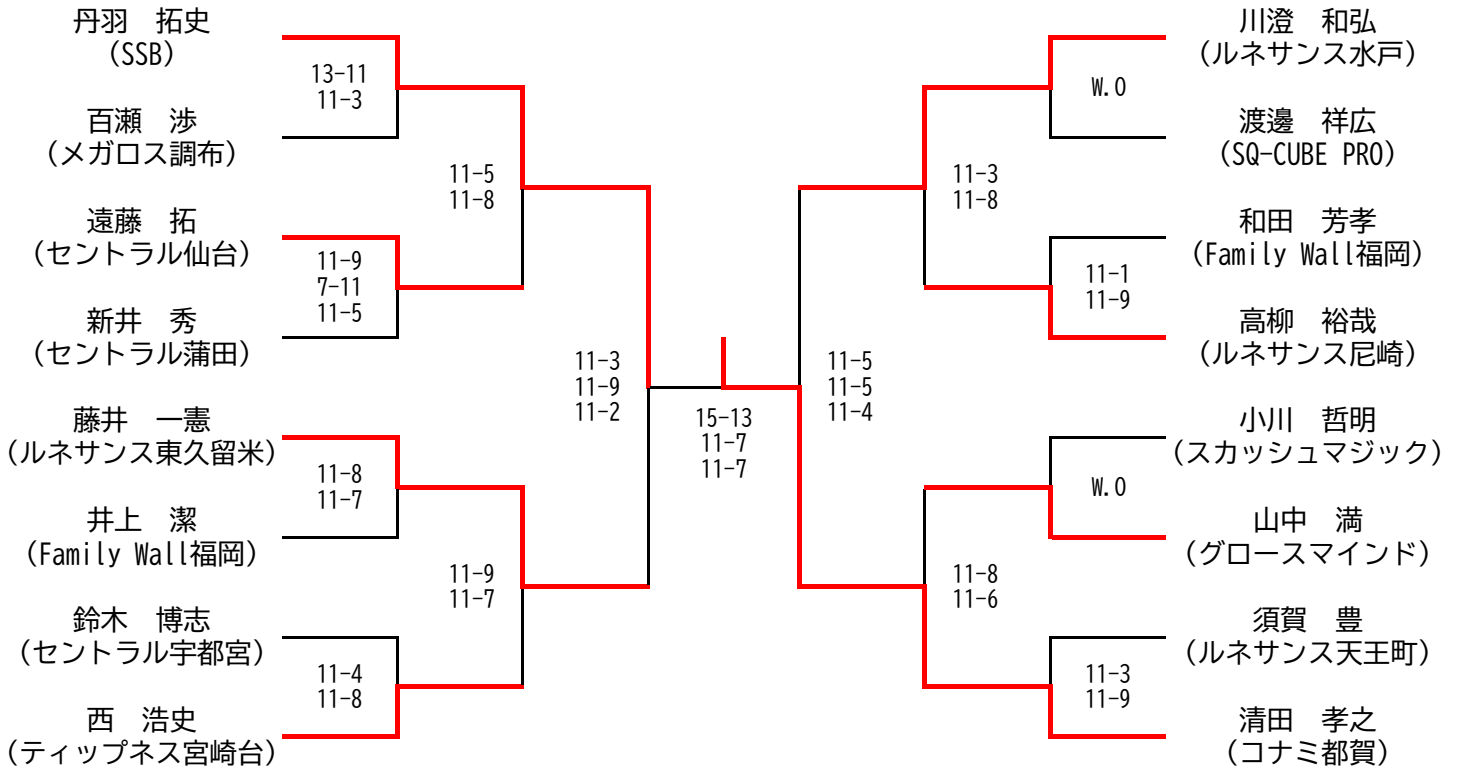 丹羽　拓史
(SSB)
百瀬　渉
(メガロス調布)
遠藤　拓
(セントラル仙台)
新井　秀
(セントラル蒲田)
藤井　一憲
(ルネサンス東久留米)
井上　潔
(Family Wall福岡)
鈴木　博志
(セントラル宇都宮)
西　浩史
(ティップネス宮崎台)
13-11
11-3
11-9
7-11
11-5
11-8
11-7
11-4
11-8
11-5
11-8
11-9
11-7
11-3
11-9
11-2
15-13
11-7
11-7
11-5
11-5
11-4
11-3
11-8
11-8
11-6
W.O
11-1
11-9
W.O
11-3
11-9
川澄　和弘
(ルネサンス水戸)
渡邊　祥広
(SQ-CUBE PRO)
和田　芳孝
(Family Wall福岡)
高柳　裕哉
(ルネサンス尼崎)
小川　哲明
(スカッシュマジック)
山中　満
(グロースマインド)
須賀　豊
(ルネサンス天王町)
清田　孝之
(コナミ都賀)